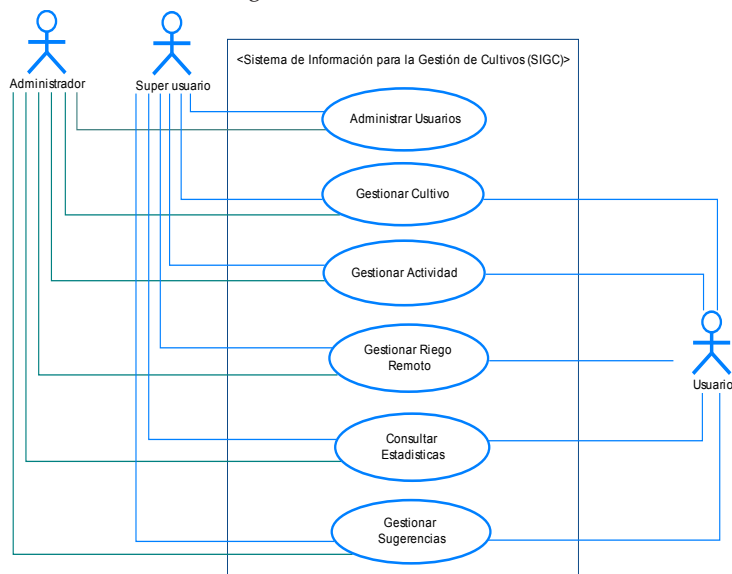 Administrador
Super usuario
<Sistema de Información para la Gestión de Cultivos (SIGC)>
Administrar Usuarios
Gestionar Cultivo
Gestionar Actividad
Gestionar Riego
Remoto
Usuario
Consultar
Estadisticas
Gestionar
Sugerencias